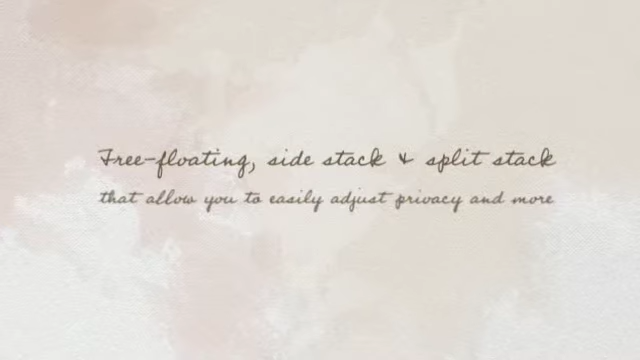 Free-floating, side stack & split stack
that allow you to easily adjust privacy and more